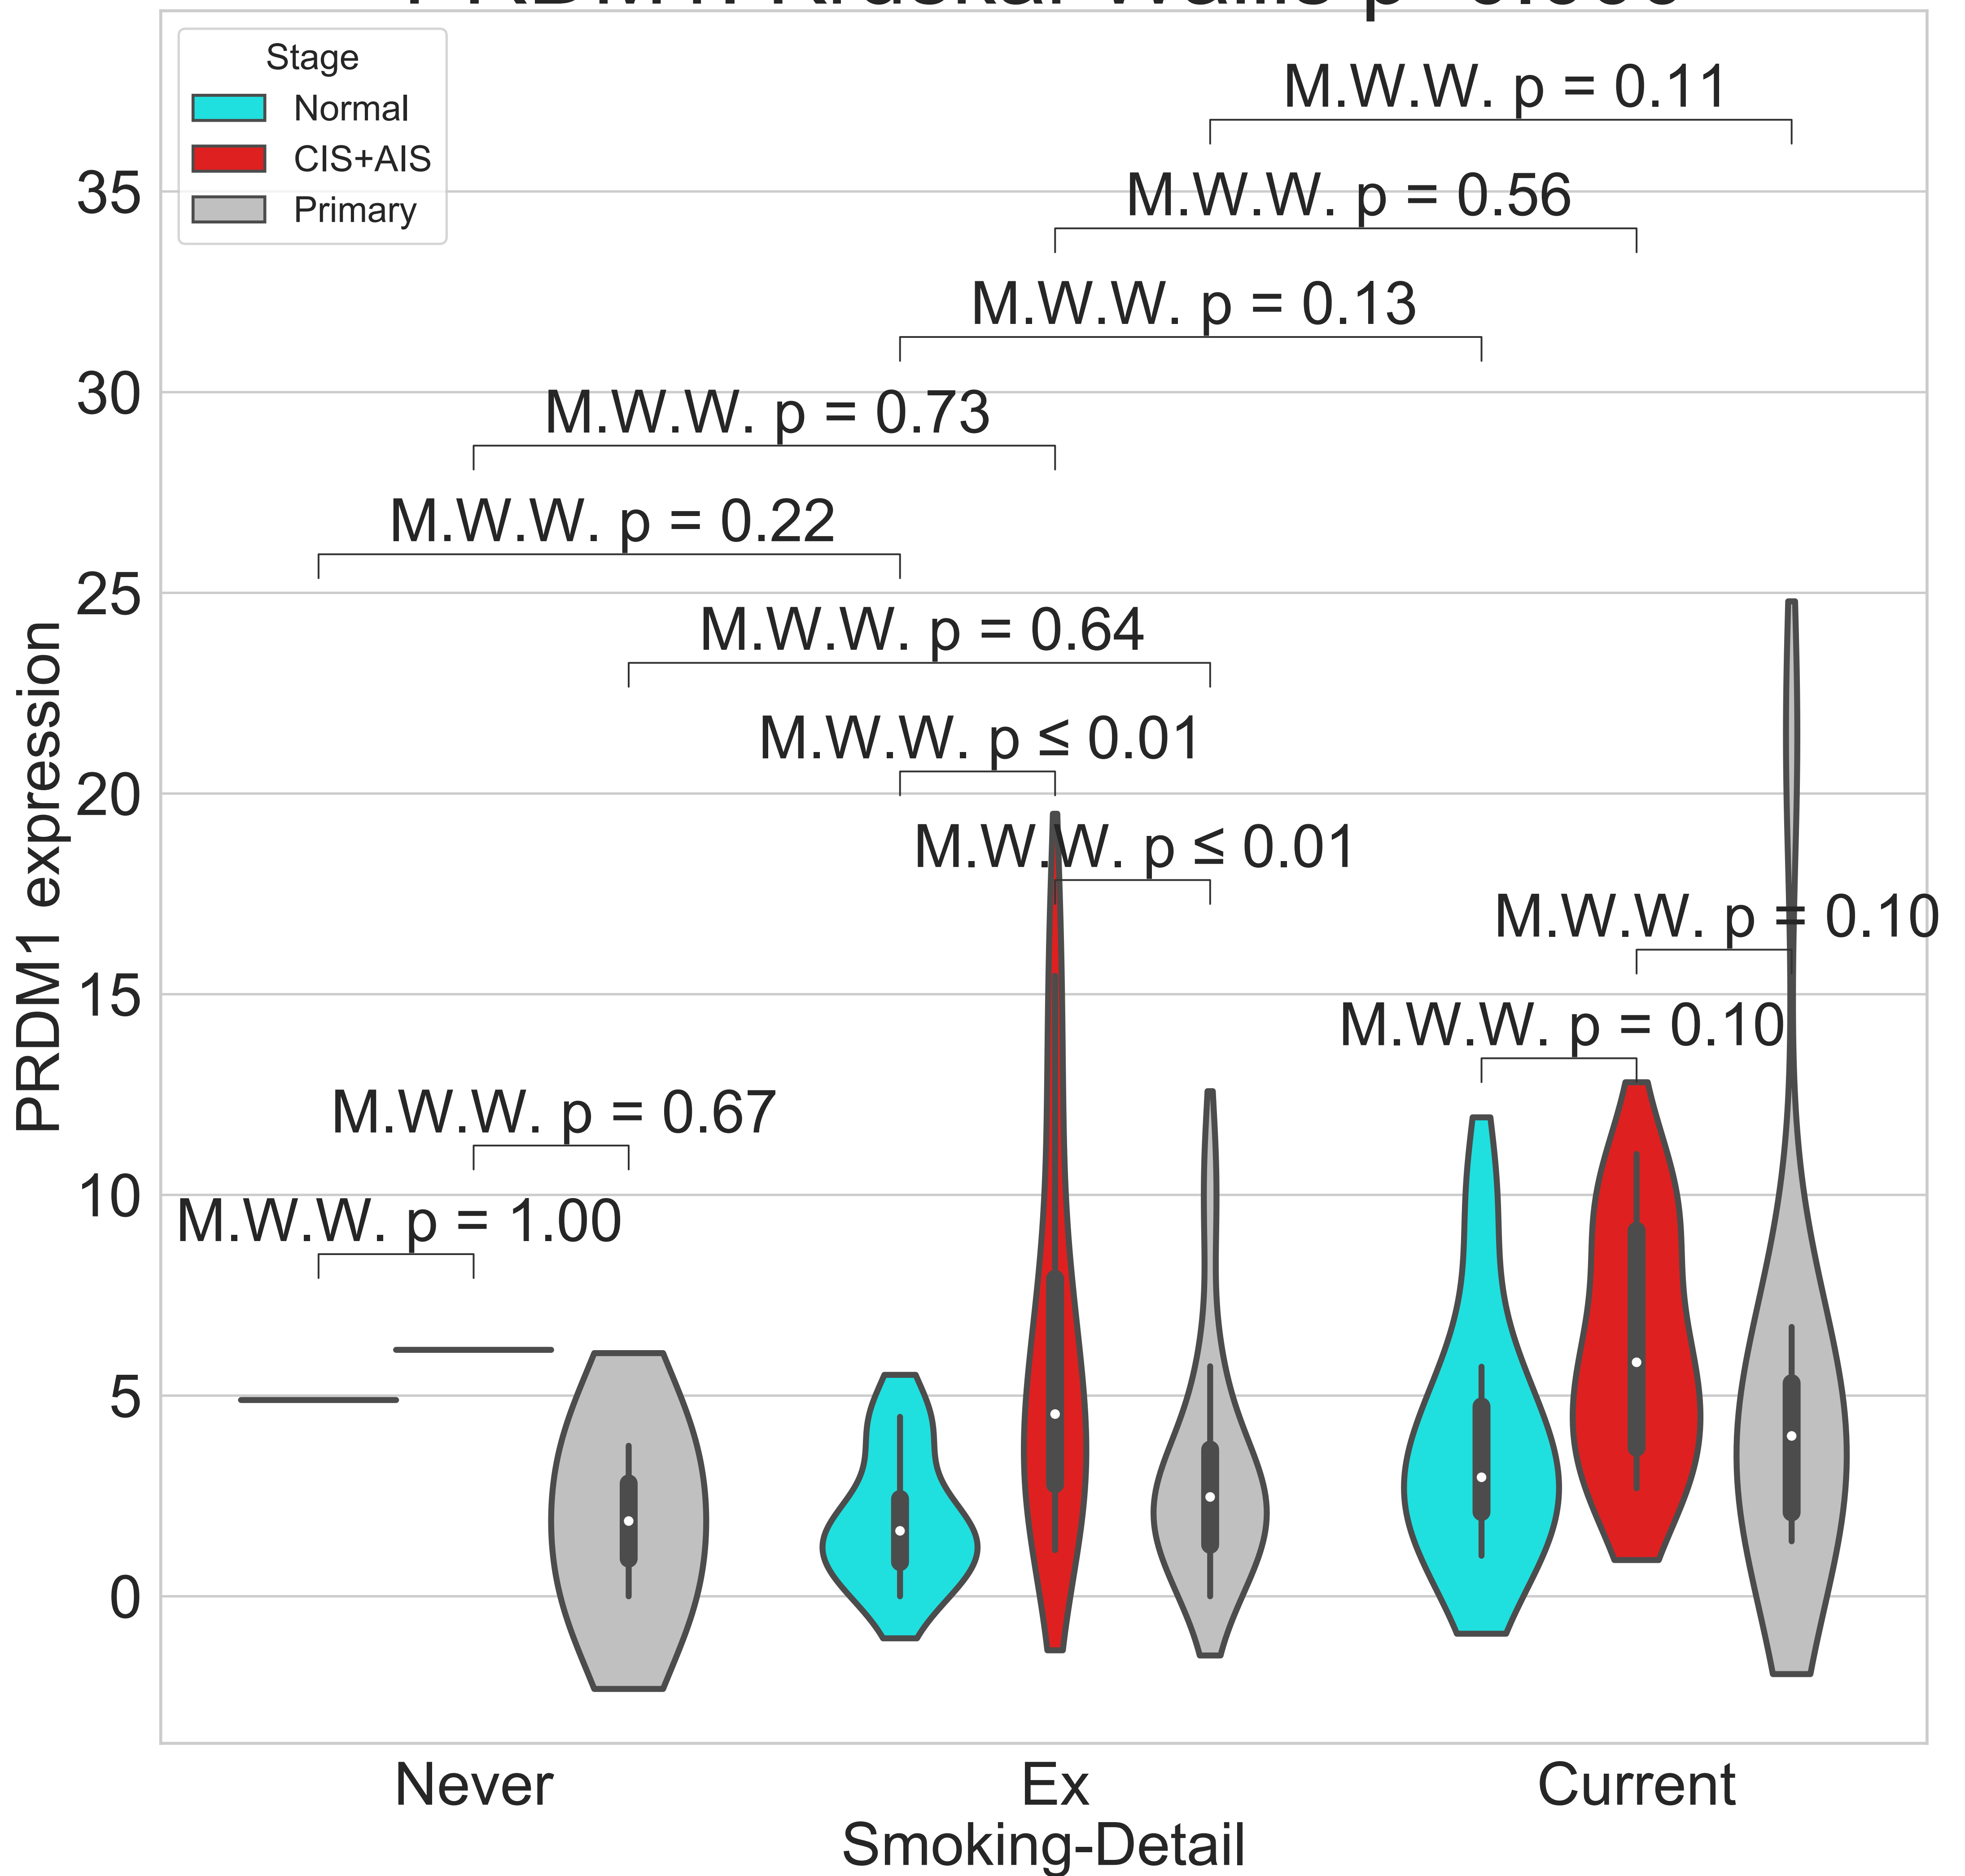 Stage
Normal
CIS+AIS
Primary
M.W.W. p = 0.11
M.W.W. p = 0.56
M.W.W. p = 0.13
M.W.W. p = 0.73
M.W.W. p = 0.22
M.W.W. p = 0.64
M.W.W. p ≤ 0.01
M.W.W. p ≤ 0.01
M.W.W. p = 0.10
M.W.W. p = 0.10
M.W.W. p = 0.67
M.W.W. p = 1.00
35
30
25
20
15
10
5
0
PRDM1 expression
Never
Ex
Current
Smoking-Detail